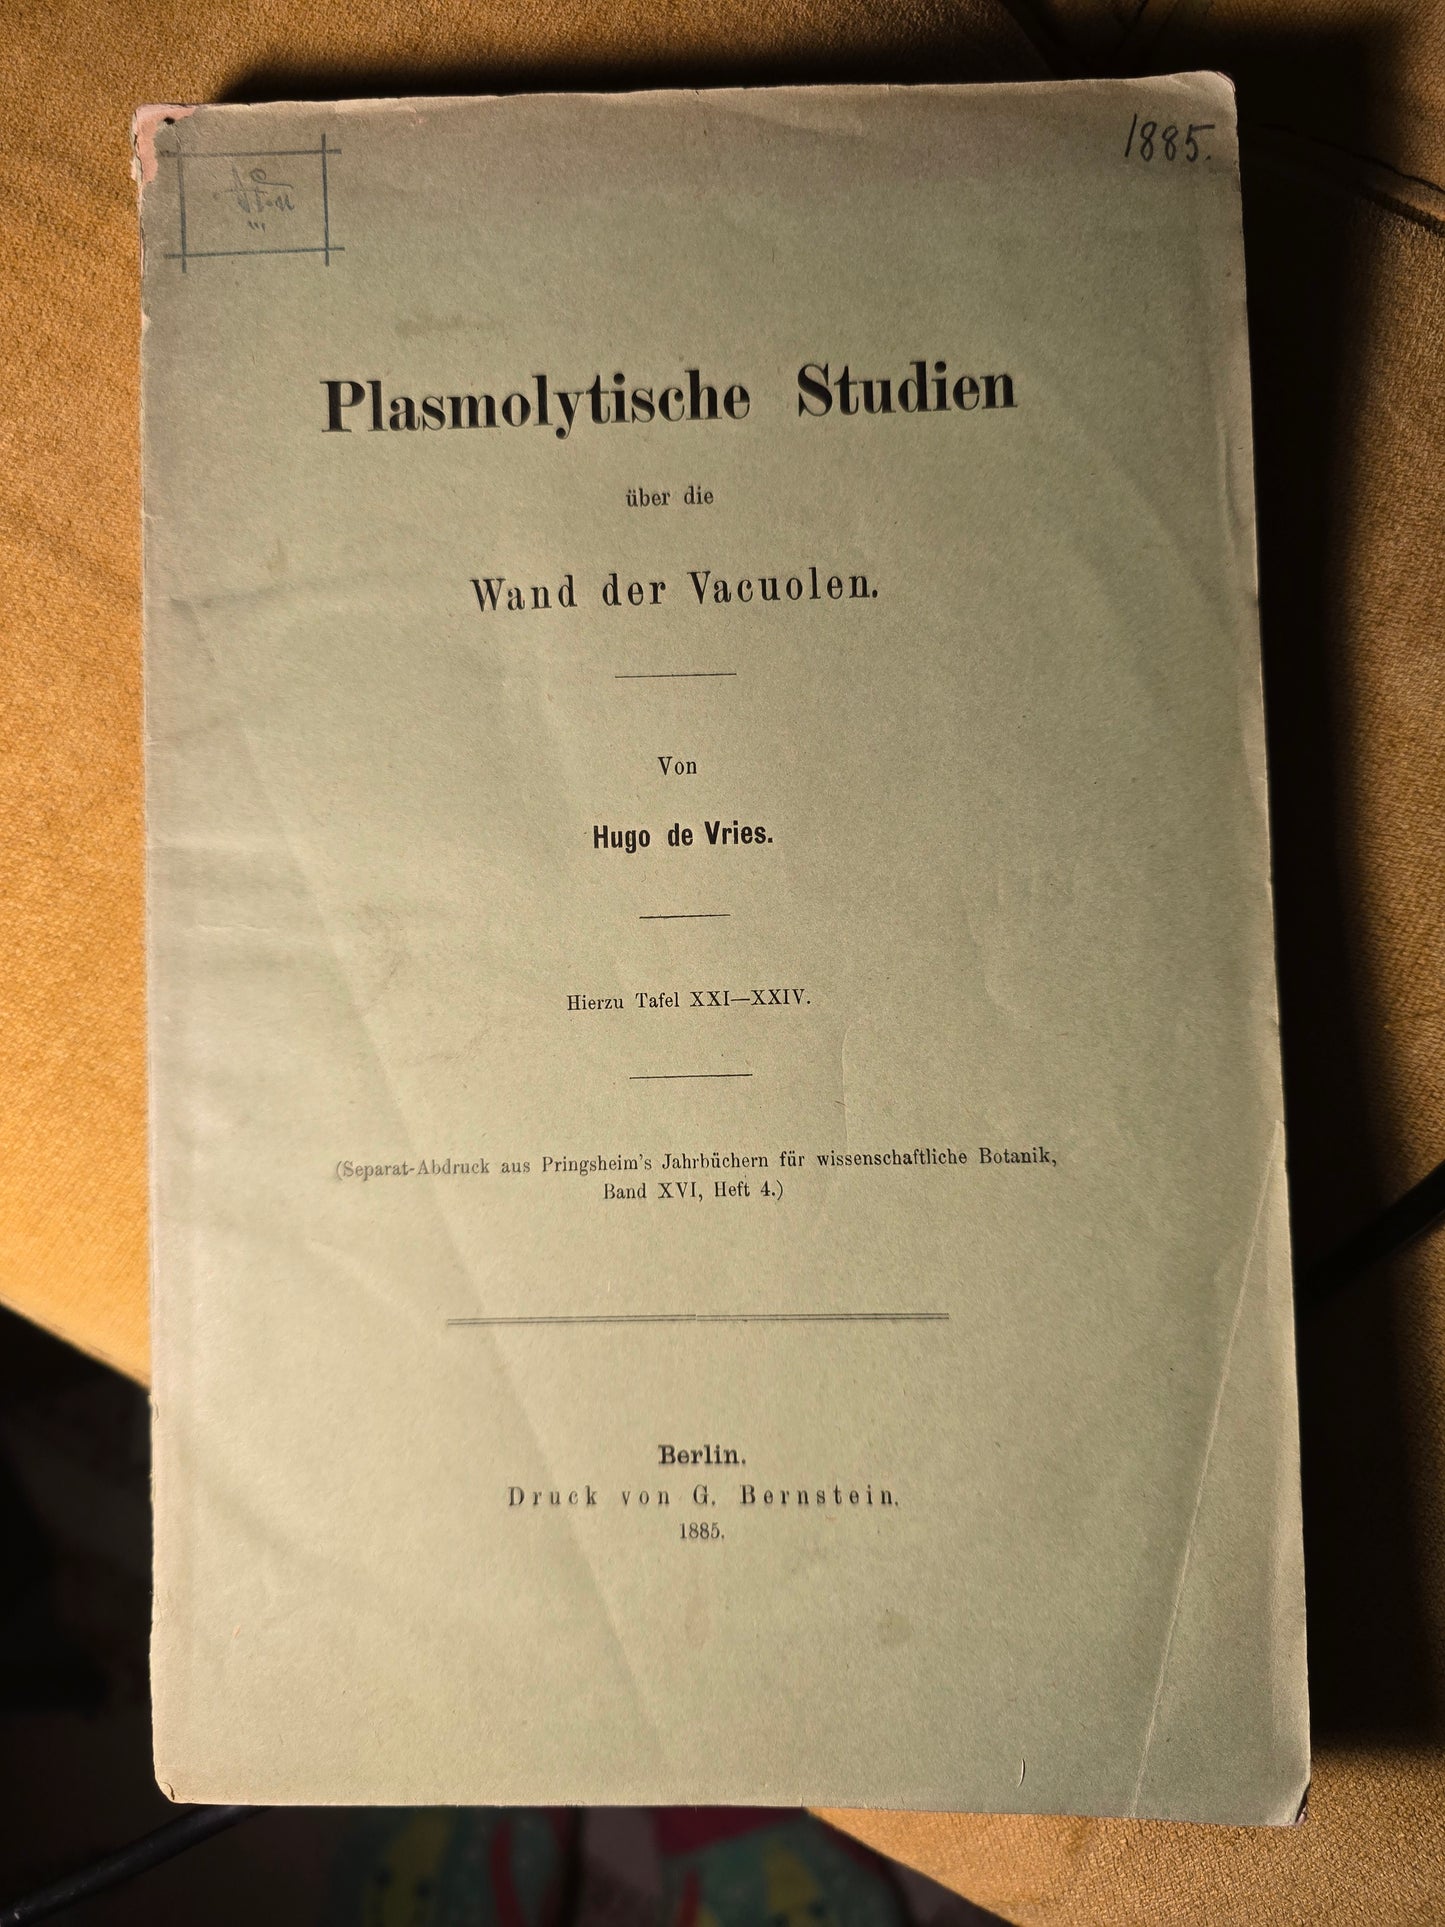 1885.
Plasmolytische Studien
über die
Wand der Vacuolen.
Von
Hugo de Vries.
Hierzu Tafel XXI—XXIV.
(Separat-Abdruck aus Pringsheim's Jahrbüchern für wissenschaftliche Botanik,
Band XVI, Heft 4.)
Berlin.
Druck von G. Bernstein.
1885.